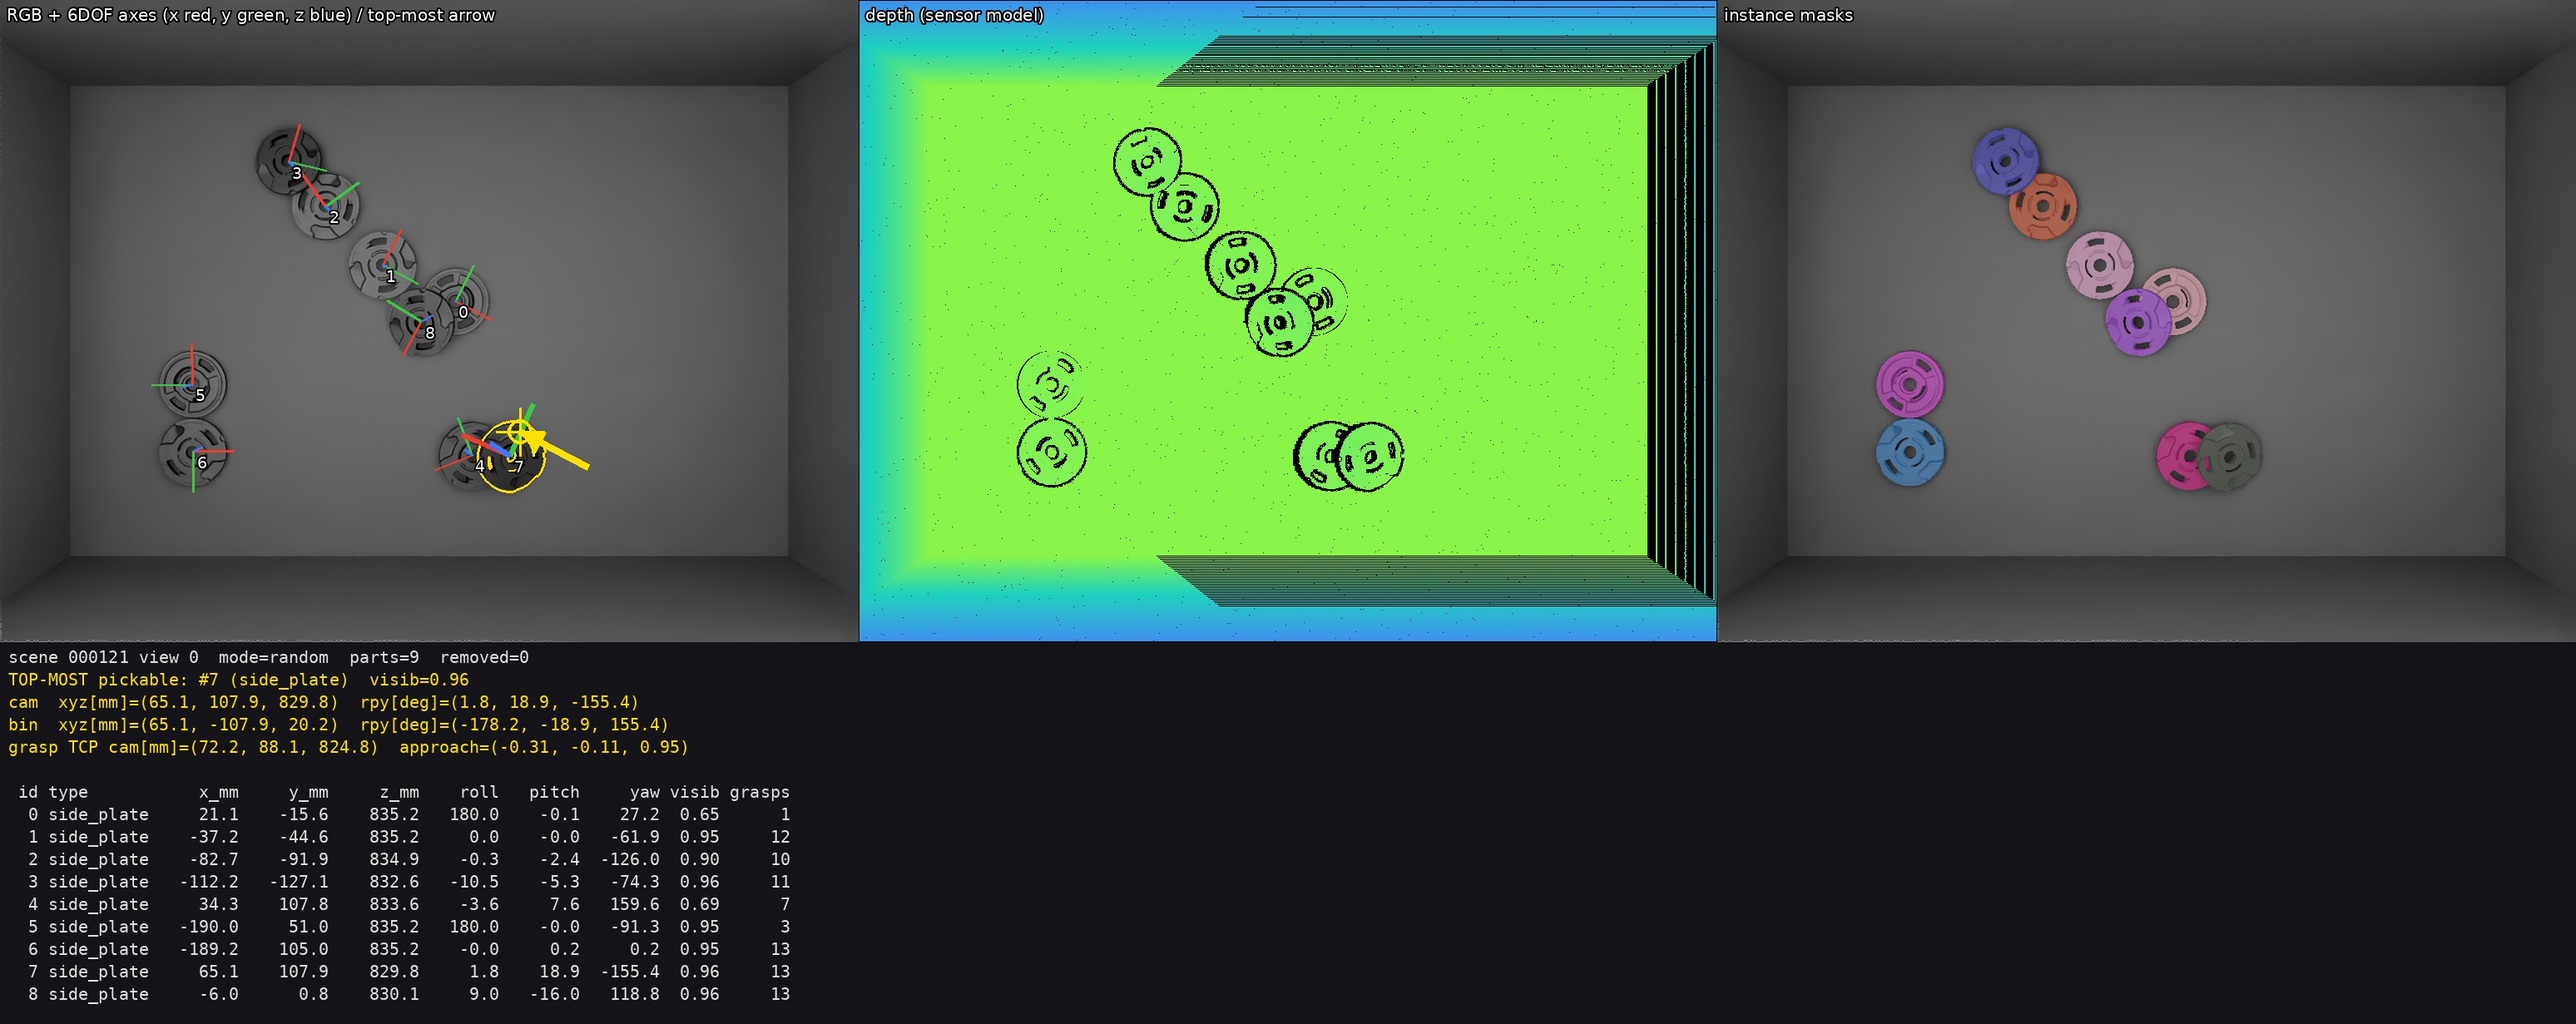 RGB + 6DOF axes (x red, y green, z blue) / top-most arrow
depth (sensor model)
instance masks
3
2
1
0
8
5
6
4
7
scene 000121 view 0  mode=random  parts=9  removed=0
TOP-MOST pickable: #7 (side_plate)  visib=0.96
cam  xyz[mm]=(65.1, 107.9, 829.8)  rpy[deg]=(1.8, 18.9, -155.4)
bin  xyz[mm]=(65.1, -107.9, 20.2)  rpy[deg]=(-178.2, -18.9, 155.4)
grasp TCP cam[mm]=(72.2, 88.1, 824.8)  approach=(-0.31, -0.11, 0.95)
id type x_mm y_mm z_mm roll pitch yaw visib grasps
0 side_plate 21.1 -15.6 835.2 180.0 -0.1 27.2 0.65 1
1 side_plate -37.2 -44.6 835.2 0.0 -0.0 -61.9 0.95 12
2 side_plate -82.7 -91.9 834.9 -0.3 -2.4 -126.0 0.90 10
3 side_plate -112.2 -127.1 832.6 -10.5 -5.3 -74.3 0.96 11
4 side_plate 34.3 107.8 833.6 -3.6 7.6 159.6 0.69 7
5 side_plate -190.0 51.0 835.2 180.0 -0.0 -91.3 0.95 3
6 side_plate -189.2 105.0 835.2 -0.0 0.2 0.2 0.95 13
7 side_plate 65.1 107.9 829.8 1.8 18.9 -155.4 0.96 13
8 side_plate -6.0 0.8 830.1 9.0 -16.0 118.8 0.96 13